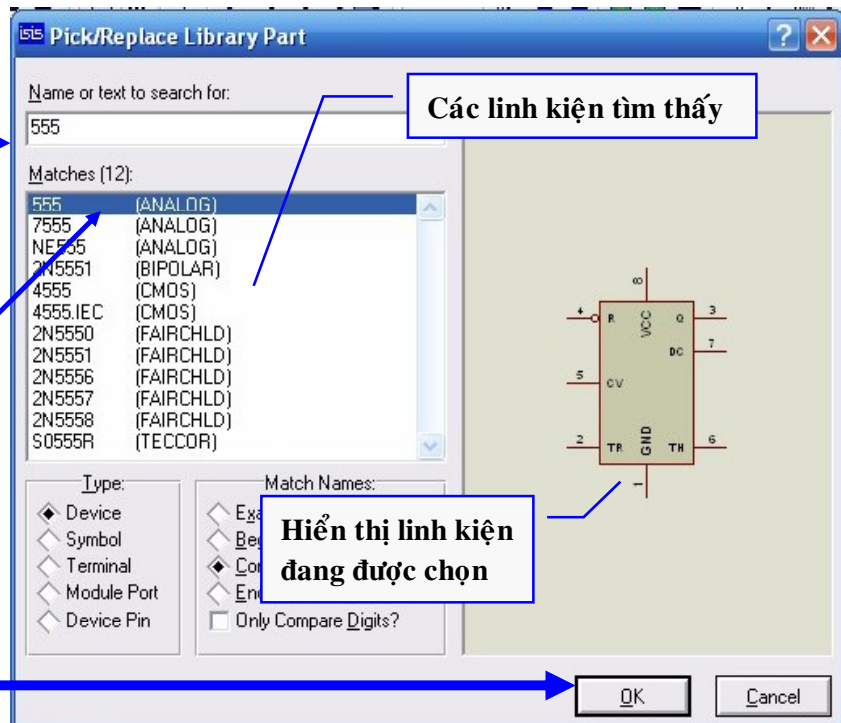 isis Pick/Replace Library Part
Name or text to search for:
Các linh kiện tìm thấy
555
Matches (12):
555 (ANALOG)
7555 (ANALOG)
NE555 (ANALOG)
2N5551 (BIPOLAR)
4555 (CMOS)
4555.IEC (CMOS)
2N5550 (FAIRCHLD)
2N5551 (FAIRCHLD)
2N5556 (FAIRCHLD)
2N5557 (FAIRCHLD)
2N5558 (FAIRCHLD)
S0555R (TECCOR)
8
4 R VCC Q 3
DC 7
5 CV
2 TR GND TH 6
1
Type:
Device
Symbol
Terminal
Module Port
Device Pin
Match Names:
Only Compare Digits?
Hiển thị linh kiện
đang được chọn
OK
Cancel